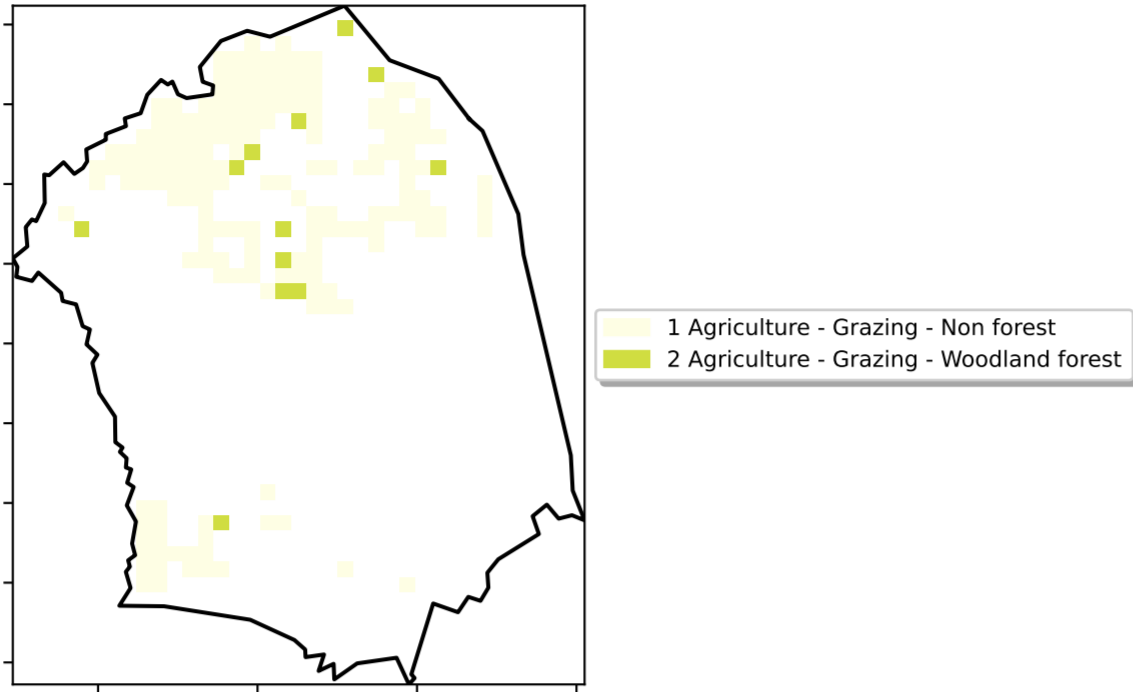 1 Agriculture - Grazing - Non forest
2 Agriculture - Grazing - Woodland forest